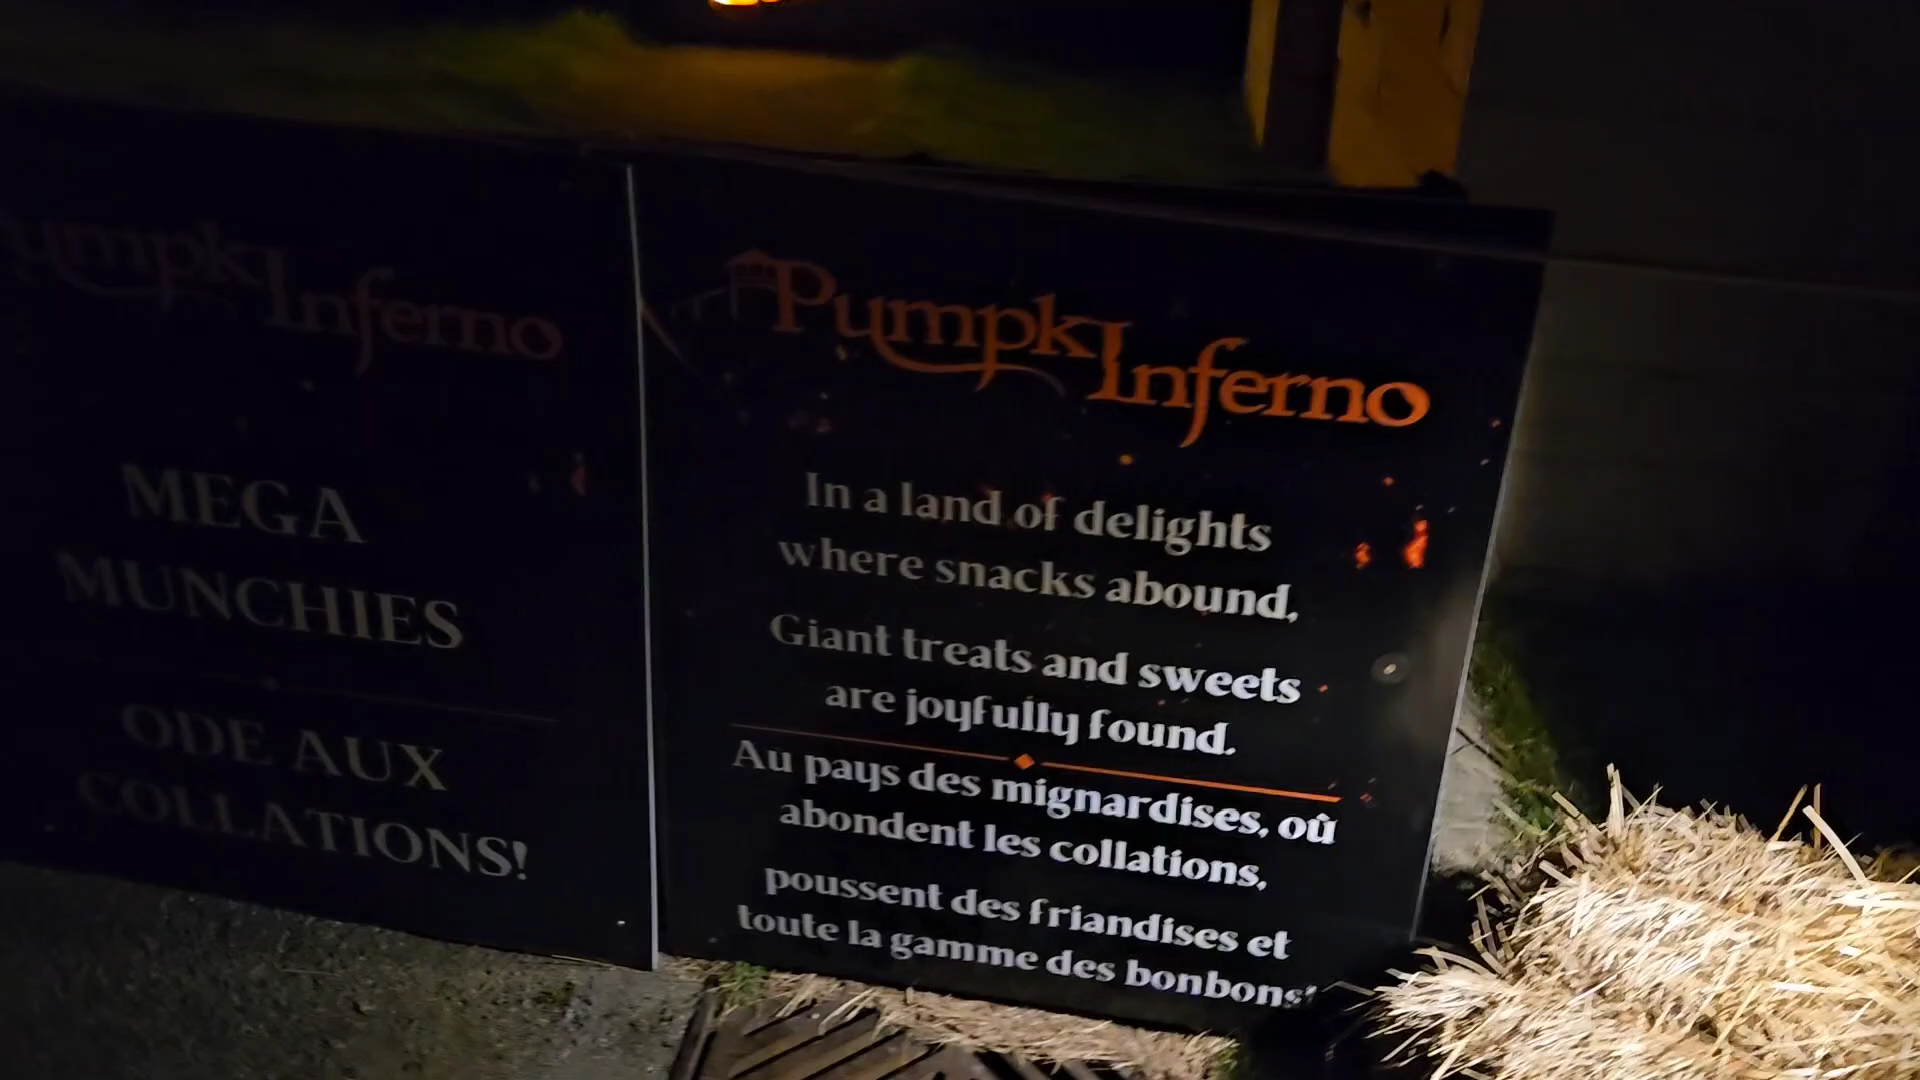 PumpkInferno
MEGA
MUNCHIES
ODE AUX
COLLATIONS!
PumpkInferno
In a land of delights
where snacks abound,
Giant treats and sweets
are joyfully found.
Au pays des mignardises, où
abondent les collations,
poussent des friandises et
toute la gamme des bonbons!